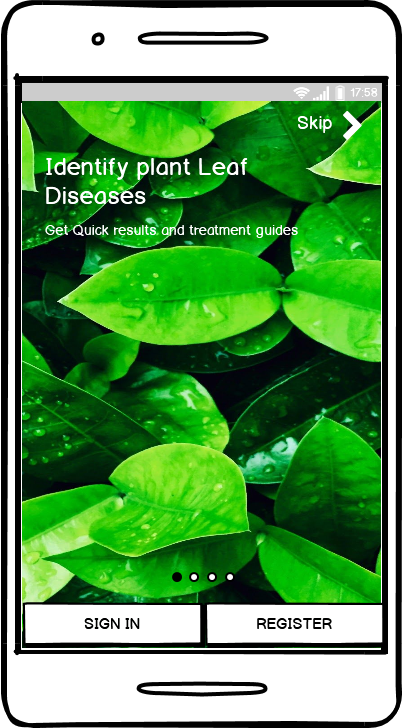 17:58
Skip
Identify plant Leaf
Diseases
Get Quick results and treatment guides
SIGN IN
REGISTER